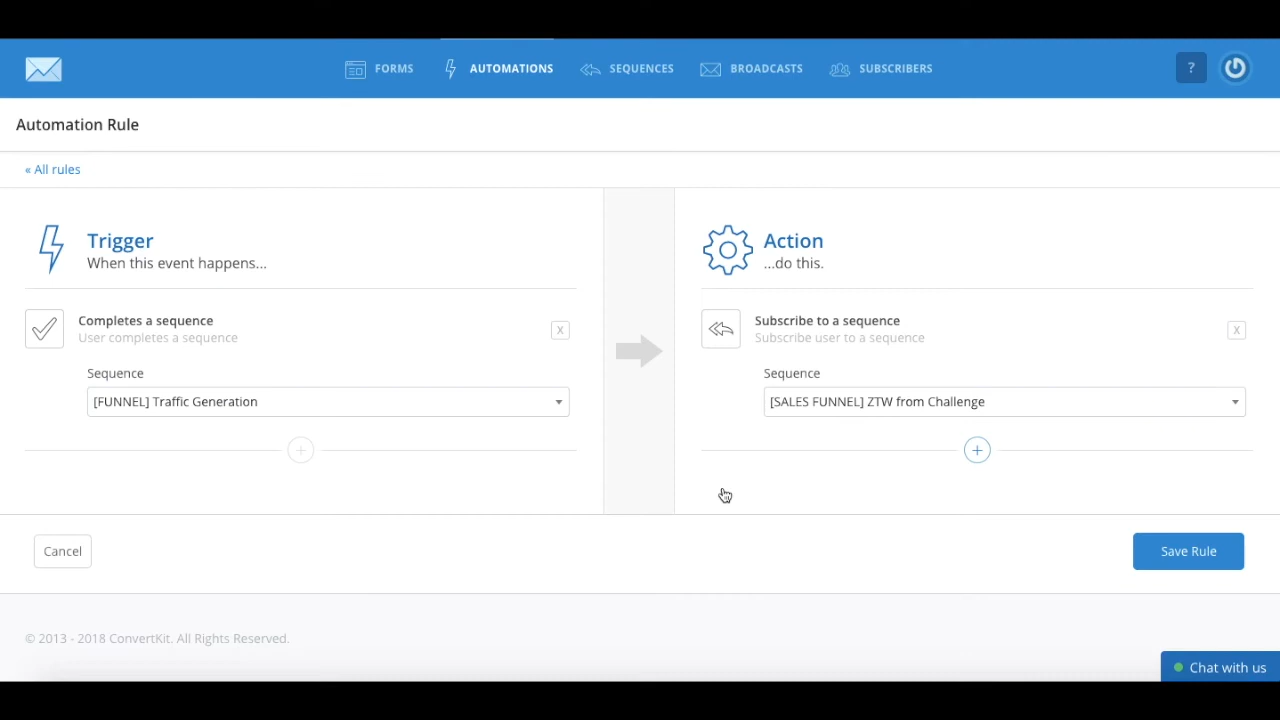 FORMS AUTOMATIONS SEQUENCES BROADCASTS SUBSCRIBERS ?
Automation Rule
« All rules
Trigger
When this event happens...
Completes a sequence
User completes a sequence
X
Sequence
[FUNNEL] Traffic Generation
+
Action
...do this.
Subscribe to a sequence
Subscribe user to a sequence
X
Sequence
[SALES FUNNEL] ZTW from Challenge
+
Cancel
Save Rule
© 2013 - 2018 ConvertKit. All Rights Reserved.
Chat with us